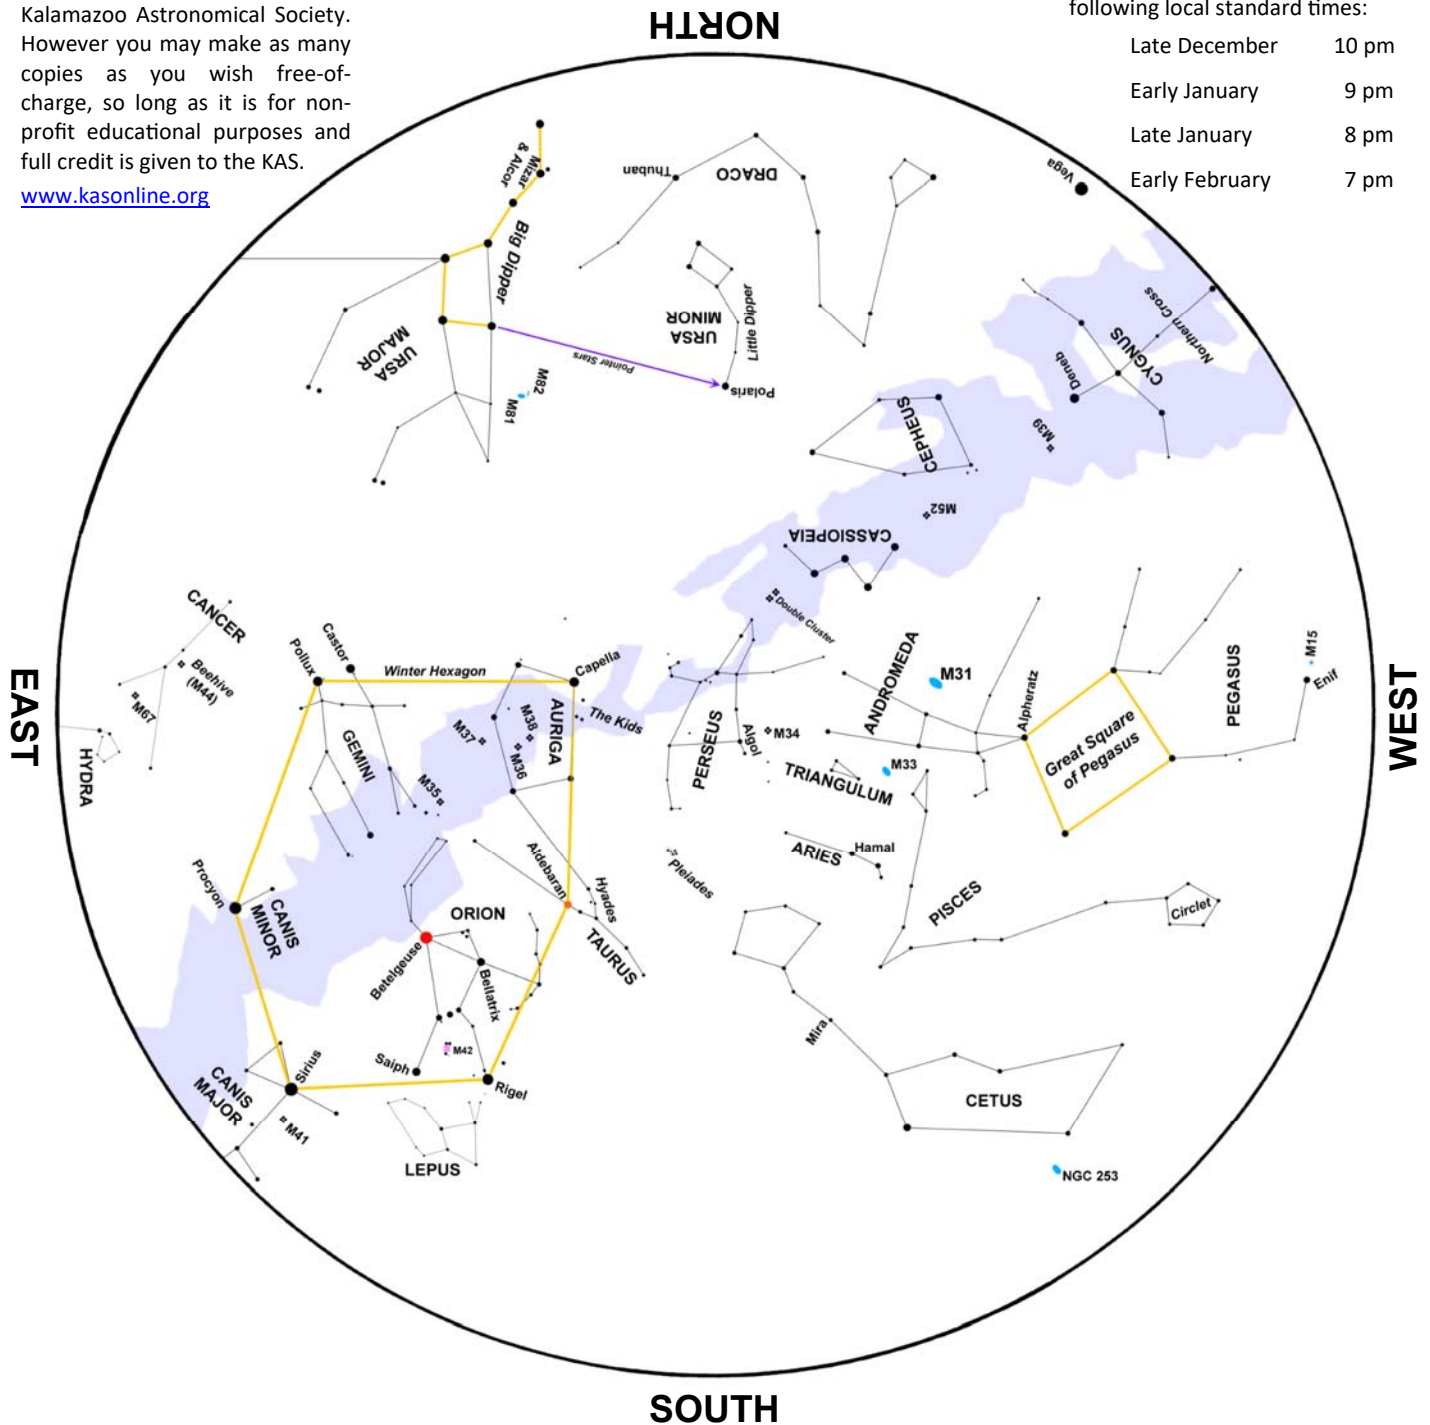 Kalamazoo Astronomical Society.
However you may make as many
copies as you wish free-of-
charge, so long as it is for non-
profit educational purposes and
full credit is given to the KAS.
www.kasonline.org
following local standard times:
Late December 10 pm
Early January 9 pm
Late January 8 pm
Early February 7 pm
NORTH
Mizar
& Alcor
Big Dipper
Thuban
DRACO
Vega
URSA
MAJOR
Pointer Stars
URSA
MINOR
Little Dipper
Polaris
M82
M81
Northern Cross
CYGNUS
Deneb
M39
CEPHEUS
M52
CASSIOPEIA
Double Cluster
CANCER
Beehive
(M44)
M67
HYDRA
EAST
Pollux
Castor
Winter Hexagon
Capella
The Kids
AURIGA
M38
M37
M36
GEMINI
M35
PERSEUS
Algol
M34
ANDROMEDA
M31
Alpheratz
Great Square
of Pegasus
PEGASUS
M15
Enif
WEST
TRIANGULUM
M33
ARIES
Hamal
Pleiades
PISCES
Circlet
Procyon
CANIS
MINOR
ORION
Betelgeuse
Bellatrix
Aldebaran
Hyades
TAURUS
Saiph
M42
Rigel
Sirius
CANIS
MAJOR
M41
LEPUS
Mira
CETUS
NGC 253
SOUTH